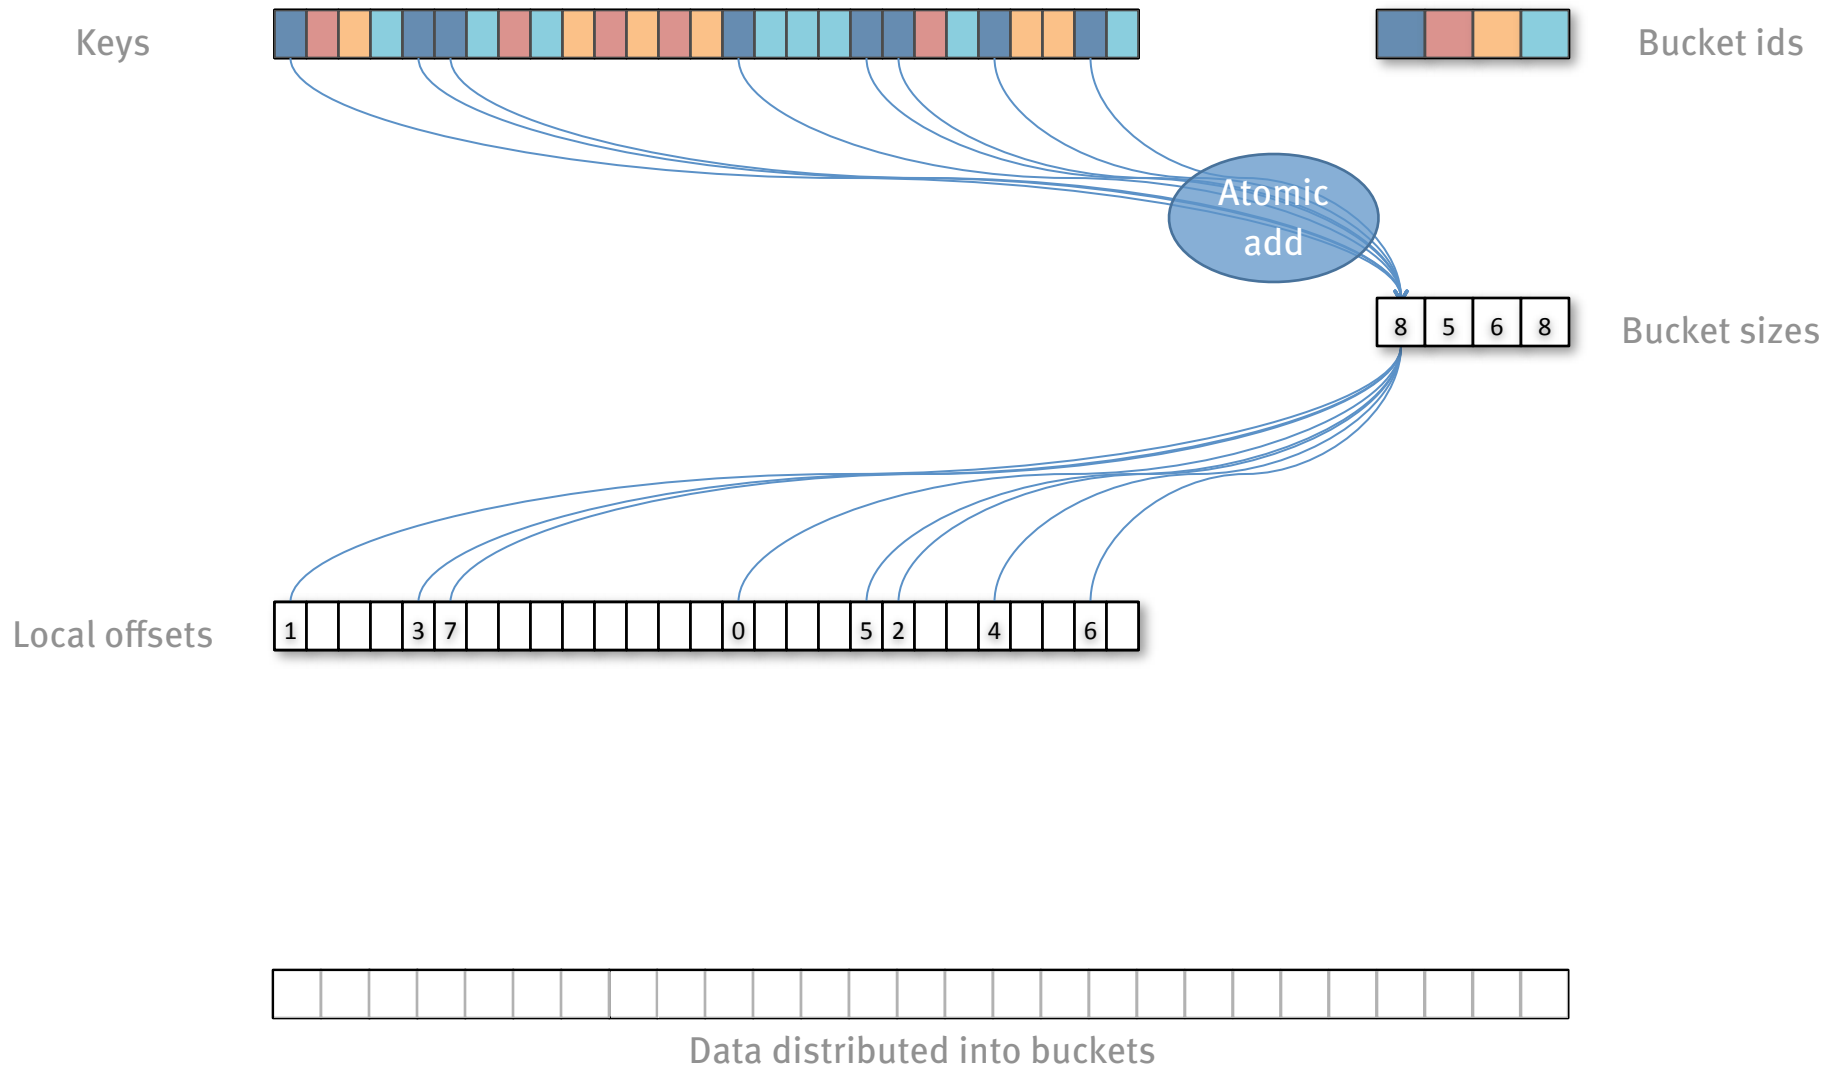 Keys
Bucket ids
Atomic
add
8 5 6 8
Bucket sizes
Local offsets
1 3 7 0 5 2 4 6
Data distributed into buckets